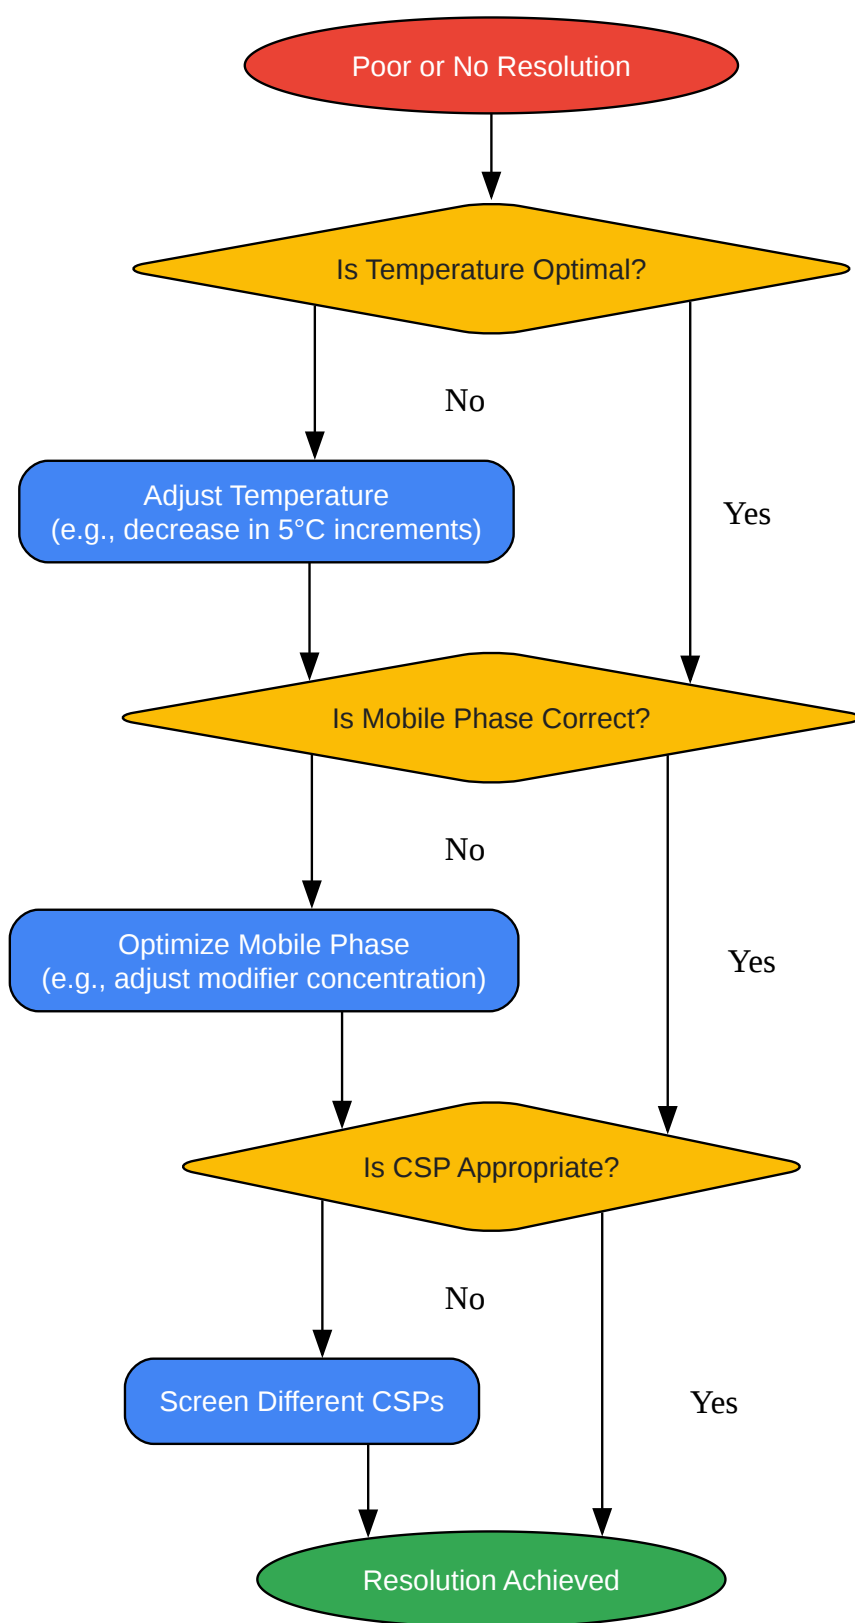 Poor or No Resolution
Is Temperature Optimal?
No
Adjust Temperature
(e.g., decrease in 5°C increments)
Yes
Is Mobile Phase Correct?
No
Optimize Mobile Phase
(e.g., adjust modifier concentration)
Yes
Is CSP Appropriate?
No
Screen Different CSPs
Yes
Resolution Achieved